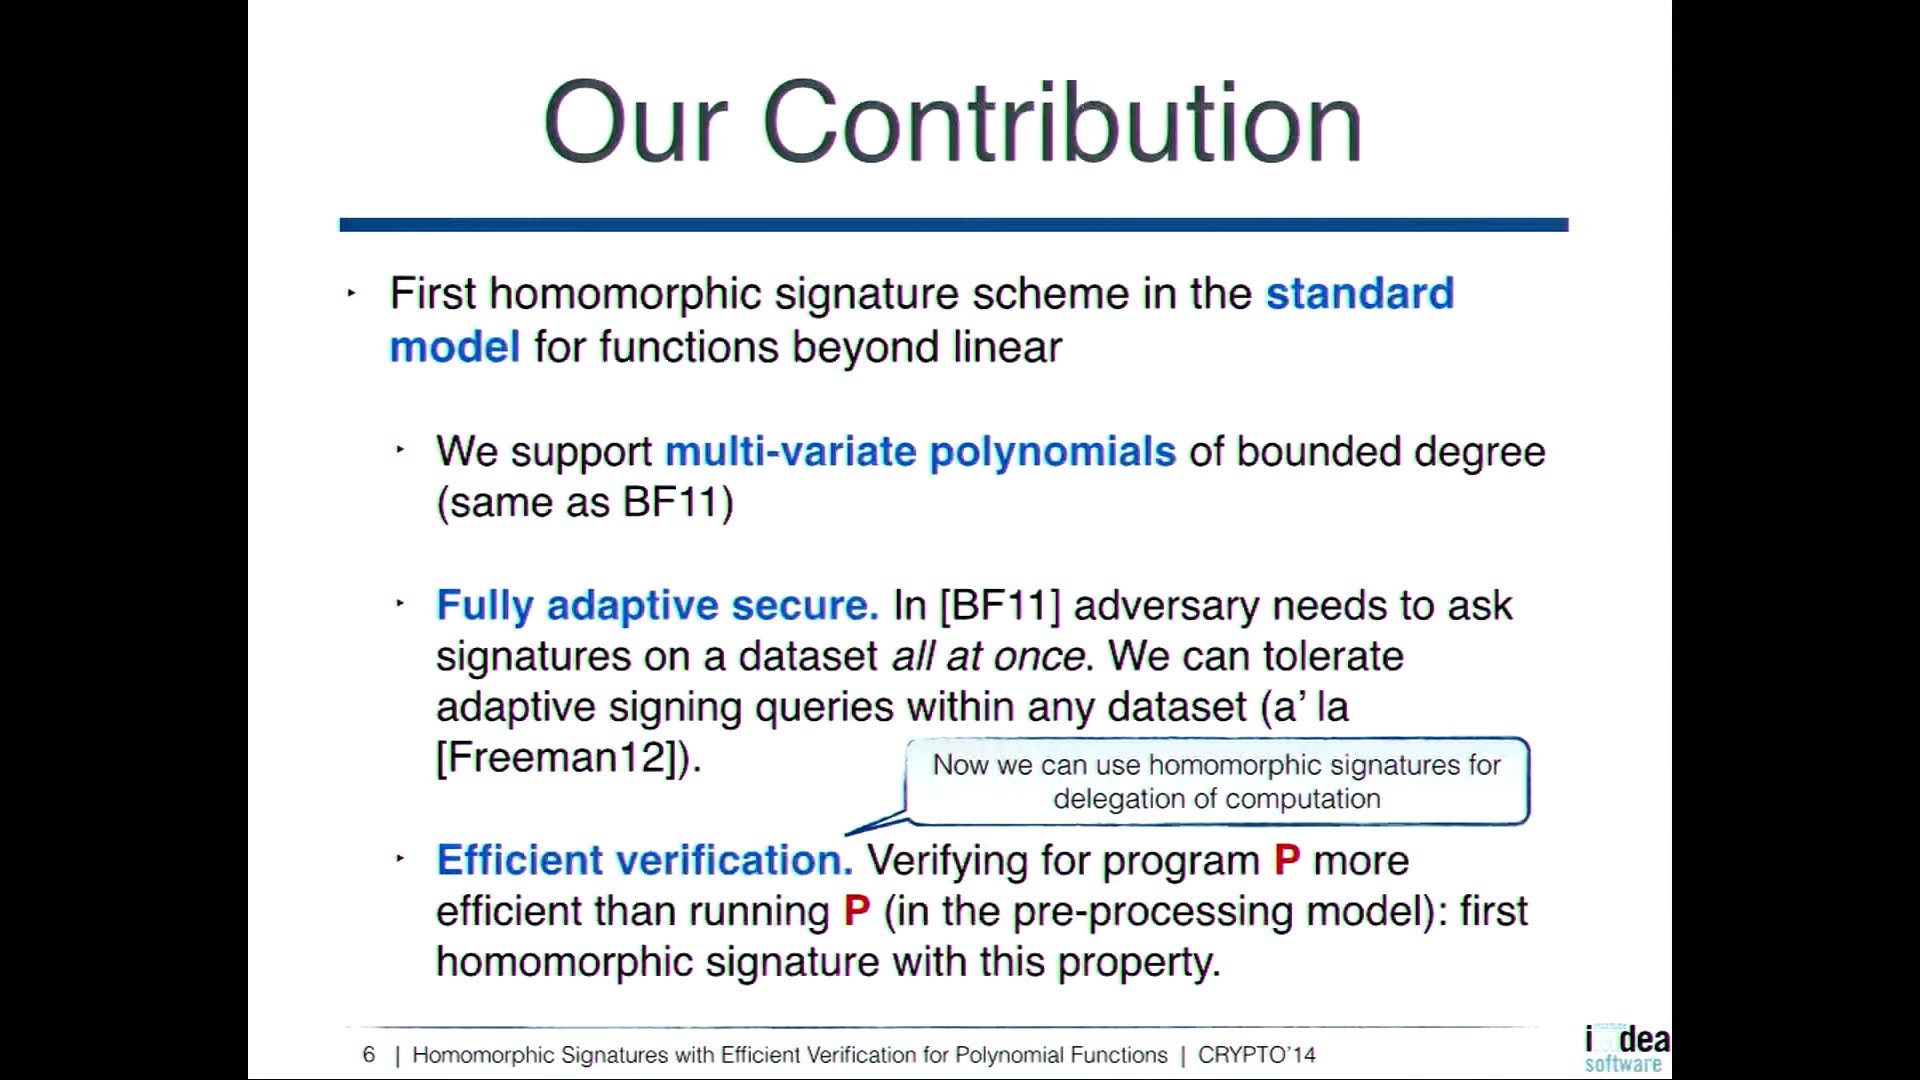 Our Contribution
‣ First homomorphic signature scheme in the standard
model for functions beyond linear
‣ We support multi-variate polynomials of bounded degree
(same as BF11)
‣ Fully adaptive secure. In [BF11] adversary needs to ask
signatures on a dataset all at once. We can tolerate
adaptive signing queries within any dataset (a’ la
[Freeman12]).
Now we can use homomorphic signatures for
delegation of computation
‣ Efficient verification. Verifying for program P more
efficient than running P (in the pre-processing model): first
homomorphic signature with this property.
6 | Homomorphic Signatures with Efficient Verification for Polynomial Functions | CRYPTO’14
i dea
software